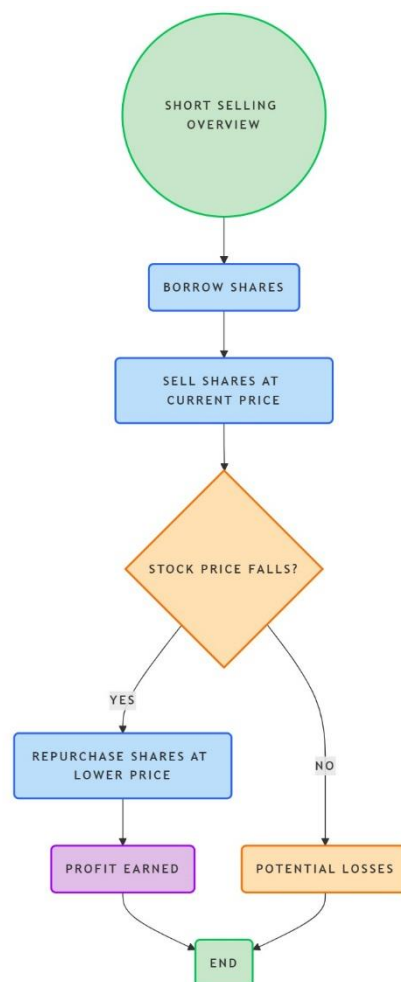 SHORT SELLING
OVERVIEW
BORROW SHARES
SELL SHARES AT
CURRENT PRICE
STOCK PRICE FALLS?
YES
REPURCHASE SHARES AT
LOWER PRICE
NO
PROFIT EARNED
POTENTIAL LOSSES
END